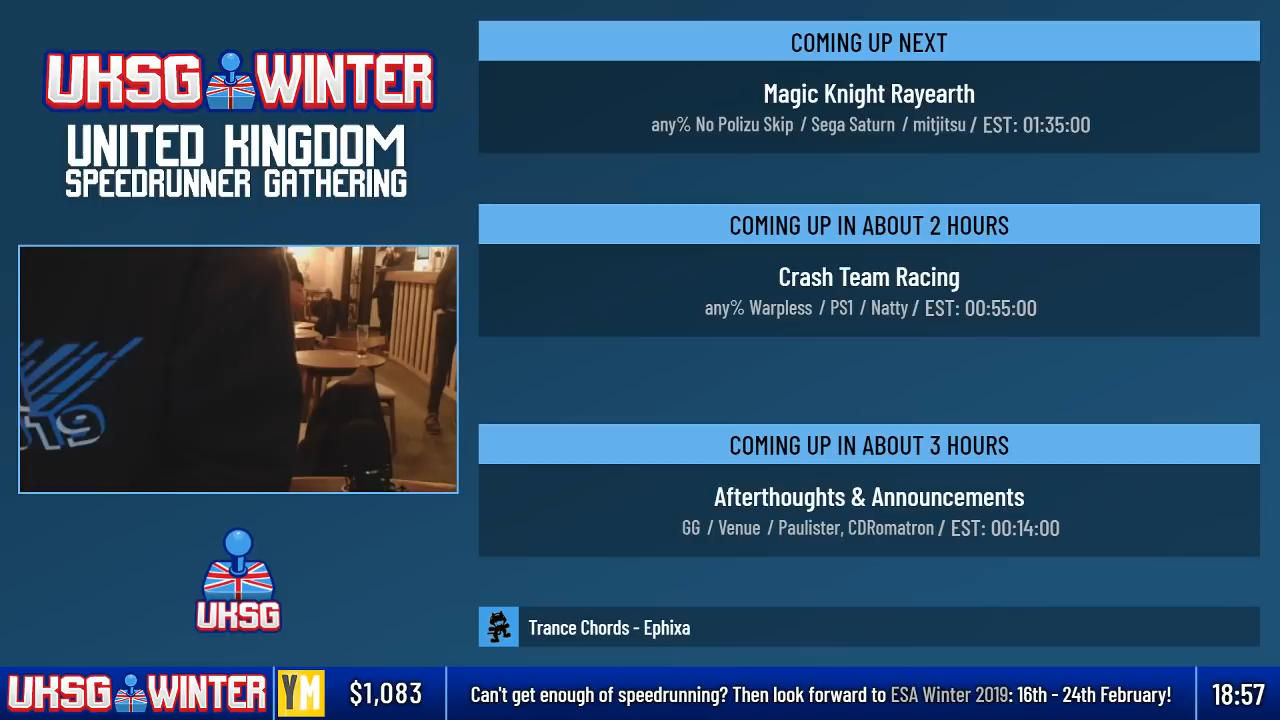 UKSG WINTER
UNITED KINGDOM
SPEEDRUNNER GATHERING
COMING UP NEXT
Magic Knight Rayearth
any% No Polizu Skip / Sega Saturn / mitjitsu / EST: 01:35:00
COMING UP IN ABOUT 2 HOURS
Crash Team Racing
any% Warpless / PS1 / Natty / EST: 00:55:00
COMING UP IN ABOUT 3 HOURS
Afterthoughts & Announcements
GG / Venue / Paulister, CDRomatron / EST: 00:14:00
19
UKSG
Trance Chords - Ephixa
UKSG WINTER YM $1,083 Can't get enough of speedrunning? Then look forward to ESA Winter 2019: 16th - 24th February! 18:57